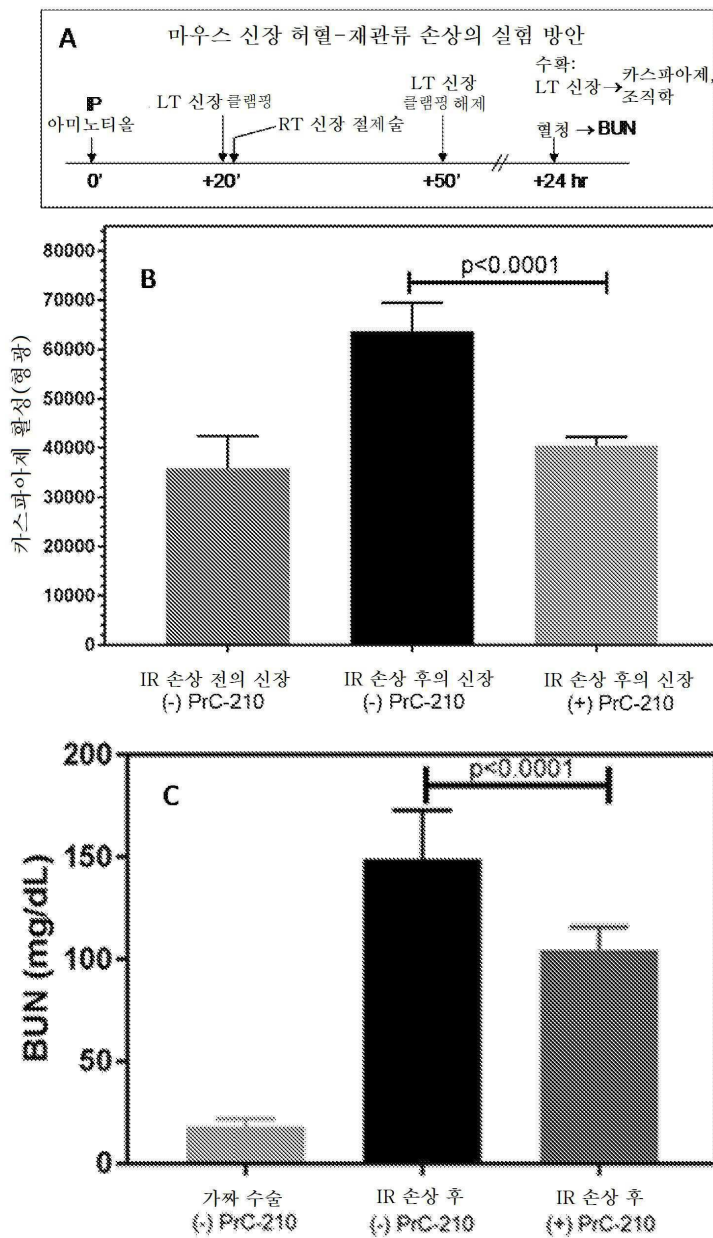 A 마우스 신장 허혈-재관류 손상의 실험 방안
IP
아미노티올
LT 신장 클램핑
RT 신장 절제술
LT 신장
클램핑 해제
수확:
LT 신장→카스파아제,
조직학
혈청→BUN
0'
+20'
+50'
//
+24 hr
B
p<0.0001
카스파아제 활성(형광)
80000
70000
60000
50000
40000
30000
20000
10000
0
IR 손상 전의 신장
(-) PrC-210
IR 손상 후의 신장
(-) PrC-210
IR 손상 후의 신장
(+) PrC-210
C
p<0.0001
BUN (mg/dL)
200
150
100
50
0
가짜 수술
(-) PrC-210
IR 손상 후
(-) PrC-210
IR 손상 후
(+) PrC-210